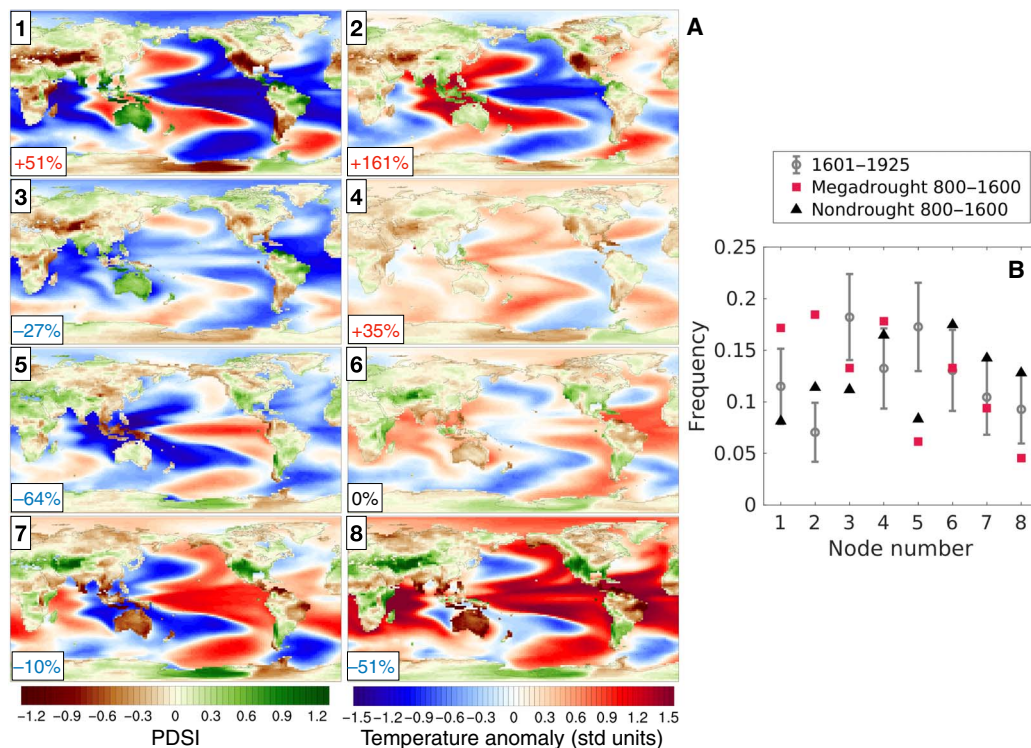 A
1
+51%
2
+161%
3
–27%
4
+35%
5
–64%
6
0%
7
–10%
8
–51%
-1.2 -0.9 -0.6 -0.3 0 0.3 0.6 0.9 1.2
PDSI
-1.5 -1.2 -0.9 -0.6 -0.3 0 0.3 0.6 0.9 1.2 1.5
Temperature anomaly (std units)
1601–1925
Megadrought 800–1600
Nondrought 800–1600
B
0.25
0.2
0.15
0.1
0.05
0
Frequency
1 2 3 4 5 6 7 8
Node number